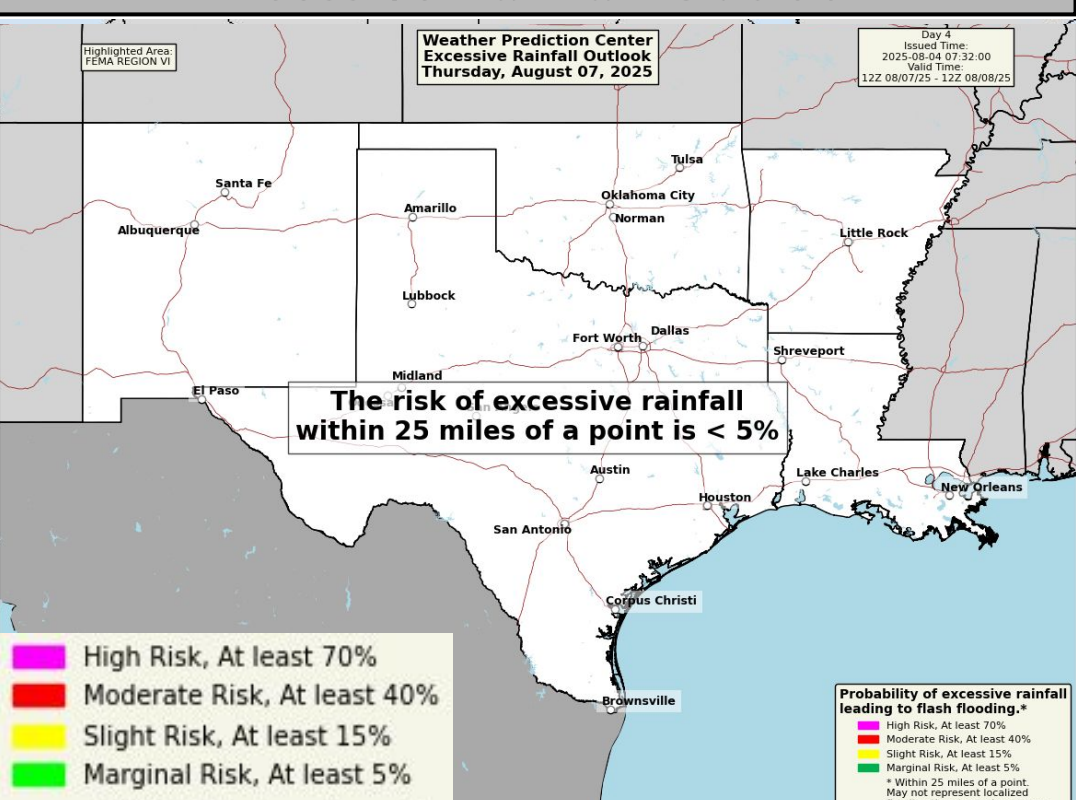 Highlighted Area:
FEMA REGION VI
Weather Prediction Center
Excessive Rainfall Outlook
Thursday, August 07, 2025
Day 4
Issued Time:
2025-08-04 07:32:00
Valid Time:
12Z 08/07/25 - 12Z 08/08/25
Tulsa
Santa Fe
Oklahoma City
Amarillo
Norman
Albuquerque
Little Rock
Lubbock
Dallas
Fort Worth
Shreveport
Midland
El Paso
The risk of excessive rainfall
within 25 miles of a point is < 5%
Austin
Lake Charles
New Orleans
Houston
San Antonio
Corpus Christi
Brownsville
High Risk, At least 70%
Moderate Risk, At least 40%
Slight Risk, At least 15%
Marginal Risk, At least 5%
Probability of excessive rainfall
leading to flash flooding.*
High Risk, At least 70%
Moderate Risk, At least 40%
Slight Risk, At least 15%
Marginal Risk, At least 5%
* Within 25 miles of a point.
May not represent localized